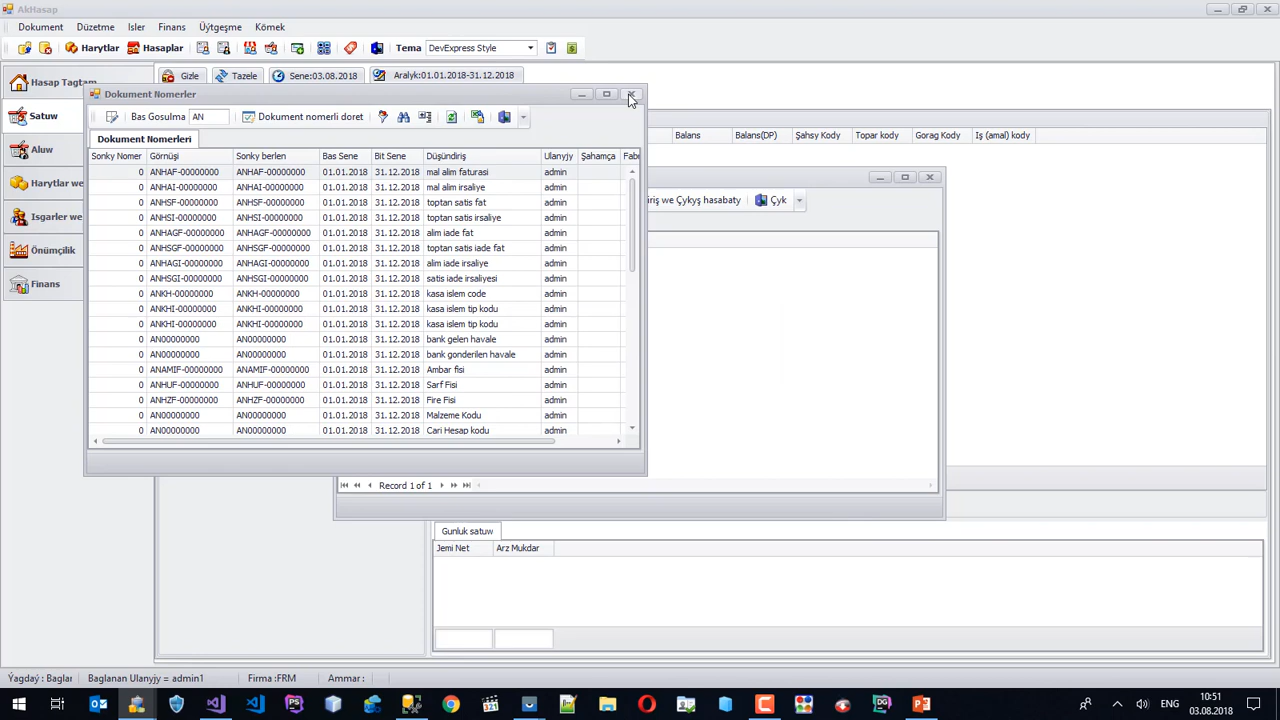 AkHasap
Dokument Düzetme Isler Finans Üýtgeşme Kömek
Harytlar Hasaplar Tema DevExpress Style
Hasap Tagtam
Satuw
Aluw
Harytlar we
Isgarler we
Önümçilik
Finans
Gizle Tazele Sene:03.08.2018 Aralyk:01.01.2018-31.12.2018
Balans Balans(DP) Şahsy Kody Topar kody Gorag Kody Iş (amal) kody
Dokument Nomerler
Bas Gosulma AN Dokument nomerli doret
Dokument Nomerleri
Sonky Nomer Görnüşi Sonky berlen Bas Sene Bit Sene Düşündiriş Ulanyjy Şahamça Fabr
0 ANHAF-00000000 ANHAF-00000000 01.01.2018 31.12.2018 mal alim faturasi admin
0 ANHAI-00000000 ANHAI-00000000 01.01.2018 31.12.2018 mal alim irsaliye admin
0 ANHSF-00000000 ANHSF-00000000 01.01.2018 31.12.2018 toptan satis fat admin
0 ANHSI-00000000 ANHSI-00000000 01.01.2018 31.12.2018 toptan satis irsaliye admin
0 ANHAGF-00000000 ANHAGF-00000000 01.01.2018 31.12.2018 alim iade fat admin
0 ANHSGF-00000000 ANHSGF-00000000 01.01.2018 31.12.2018 toptan satis iade fat admin
0 ANHAGI-00000000 ANHAGI-00000000 01.01.2018 31.12.2018 alim iade irsaliye admin
0 ANHSGI-00000000 ANHSGI-00000000 01.01.2018 31.12.2018 satis iade irsaliyesi admin
0 ANKH-00000000 ANKH-00000000 01.01.2018 31.12.2018 kasa islem code admin
0 ANKHI-00000000 ANKHI-00000000 01.01.2018 31.12.2018 kasa islem tip kodu admin
0 ANKHI-00000000 ANKHI-00000000 01.01.2018 31.12.2018 kasa islem tip kodu admin
0 AN00000000 AN00000000 01.01.2018 31.12.2018 bank gelen havale admin
0 AN00000000 AN00000000 01.01.2018 31.12.2018 bank gonderilen havale admin
0 ANAMIF-00000000 ANAMIF-00000000 01.01.2018 31.12.2018 Ambar fisi admin
0 ANHUF-00000000 ANHUF-00000000 01.01.2018 31.12.2018 Sarf Fisi admin
0 ANHZF-00000000 ANHZF-00000000 01.01.2018 31.12.2018 Fire Fisi admin
0 AN00000000 AN00000000 01.01.2018 31.12.2018 Malzeme Kodu admin
0 AN00000000 AN00000000 01.01.2018 31.12.2018 Cari Hesap kodu admin
iriş we Çykyş hasabaty Çyk
Record 1 of 1
Gunluk satuw
Jemi Net Arz Mukdar
Ýagdaý : Baglar Baglanan Ulanyjy = admin1 Firma :FRM Ammar :
ENG 10:51
03.08.2018